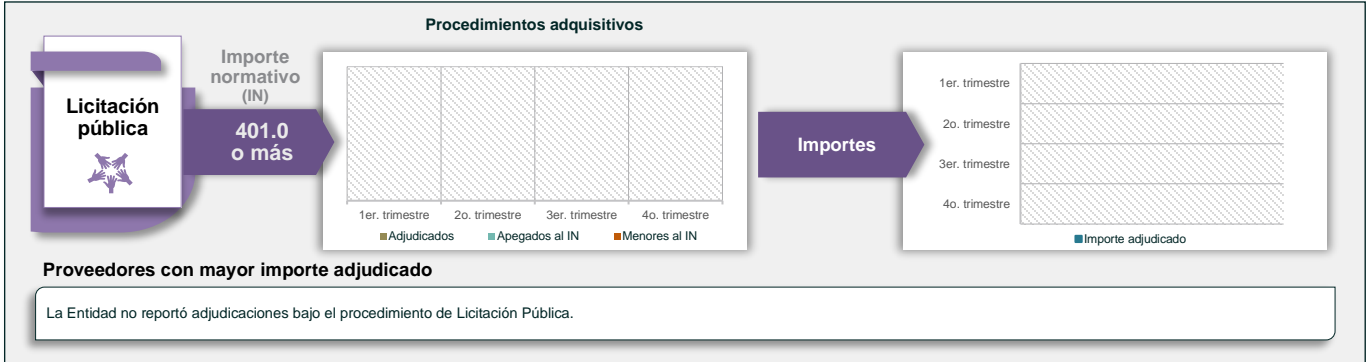 Procedimientos adquisitivos
Licitación
pública
Importe
normativo
(IN)
401.0
o más
1er. trimestre 2o. trimestre 3er. trimestre 4o. trimestre
Adjudicados Apegados al IN Menores al IN
Importes
1er. trimestre
2o. trimestre
3er. trimestre
4o. trimestre
Importe adjudicado
Proveedores con mayor importe adjudicado
La Entidad no reportó adjudicaciones bajo el procedimiento de Licitación Pública.